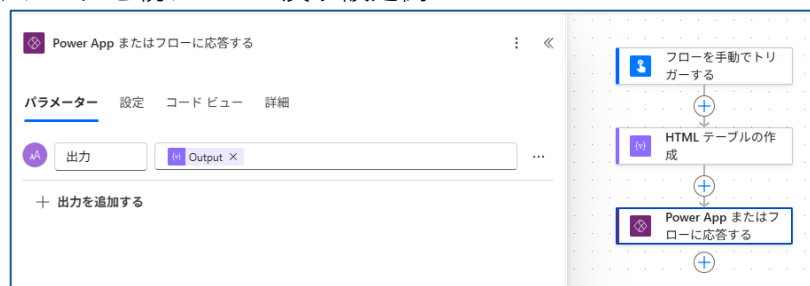 Power App またはフローに応答する
パラメーター 設定 コード ビュー 詳細
出力 Output ×
+ 出力を追加する
フローを手動でトリ
ガーする
HTML テーブルの作
成
Power App またはフ
ローに応答する